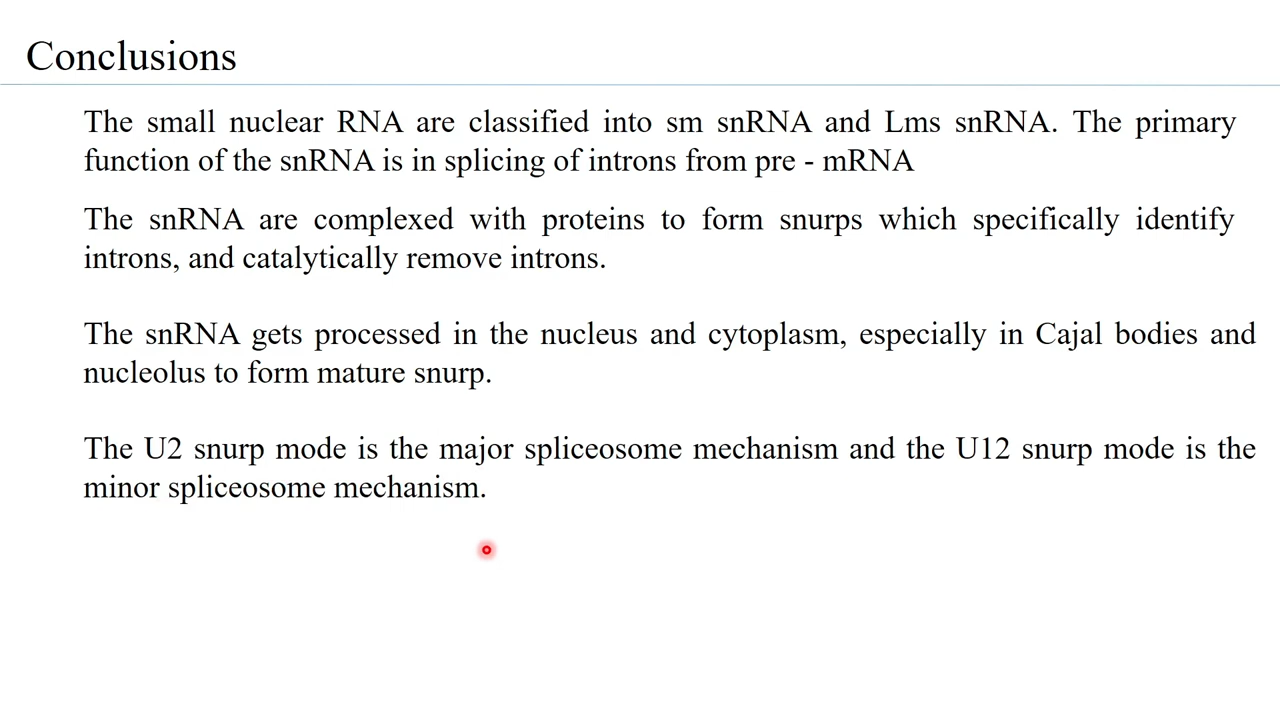 Conclusions
The small nuclear RNA are classified into sm snRNA and Lms snRNA. The primary
function of the snRNA is in splicing of introns from pre - mRNA
The snRNA are complexed with proteins to form snurps which specifically identify
introns, and catalytically remove introns.
The snRNA gets processed in the nucleus and cytoplasm, especially in Cajal bodies and
nucleolus to form mature snurp.
The U2 snurp mode is the major spliceosome mechanism and the U12 snurp mode is the
minor spliceosome mechanism.